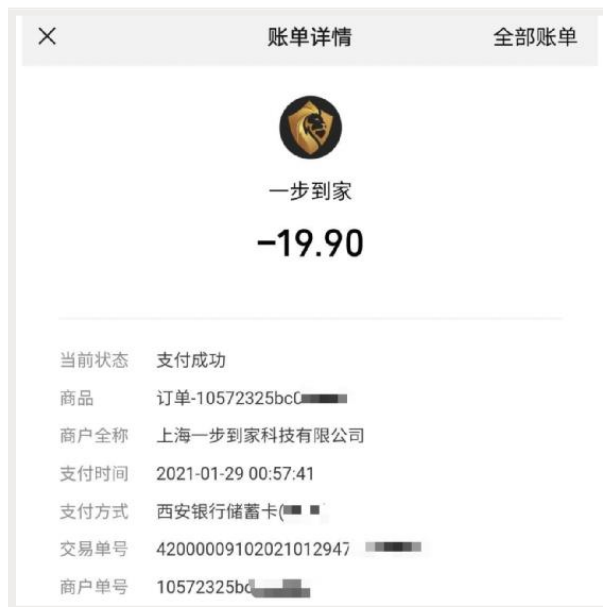 × 账单详情 全部账单
一步到家
-19.90
当前状态 支付成功
商品 订单-10572325bc
商户全称 上海一步到家科技有限公司
支付时间 2021-01-29 00:57:41
支付方式 西安银行储蓄卡(
交易单号 42000009102021012947
商户单号 10572325b